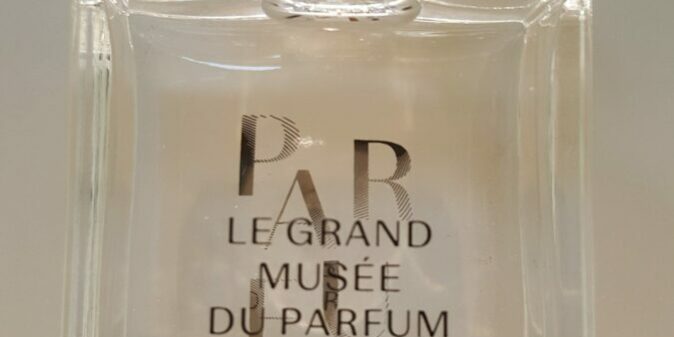 PAR
LE GRAND
MUSÉE
DU PARFUM